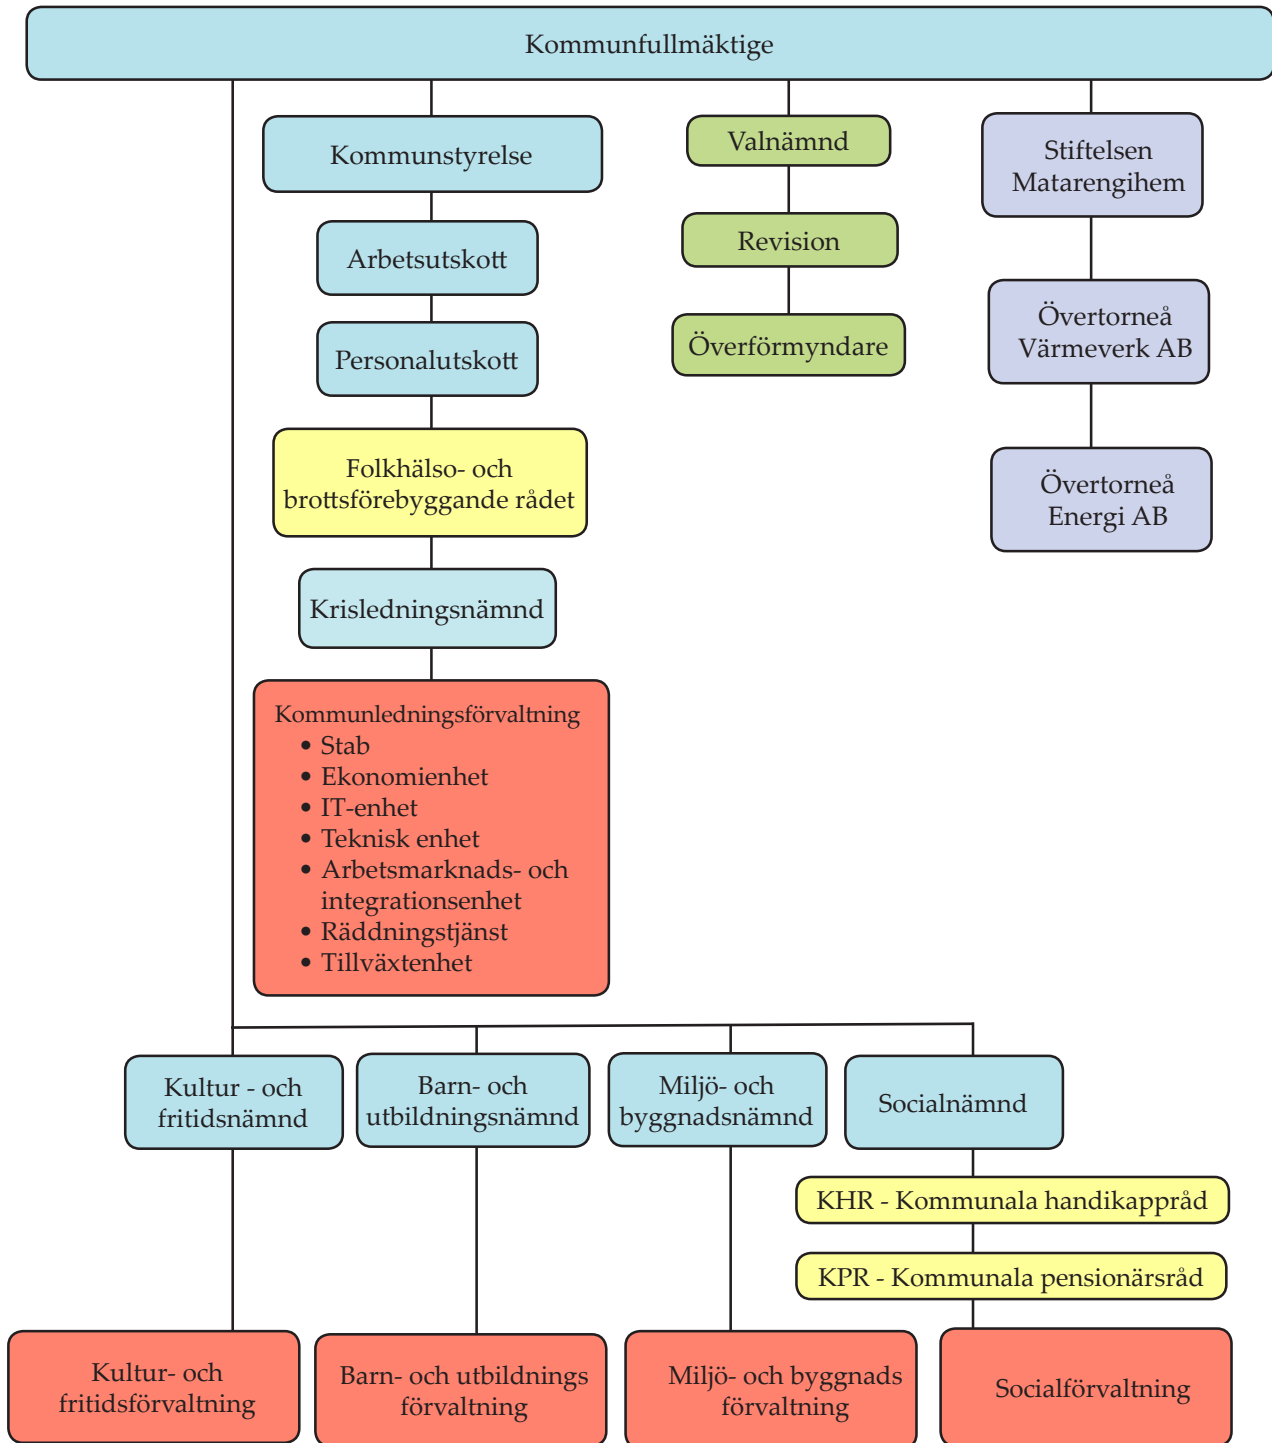 Kommunfullmäktige
Kommunstyrelse
Arbetsutskott
Personalutskott
Folkhälso- och
brottsförebyggande rådet
Krisledningsnämnd
Kommunledningsförvaltning
• Stab
• Ekonomienhet
• IT-enhet
• Teknisk enhet
• Arbetsmarknads- och
integrationsenhet
• Räddningstjänst
• Tillväxtenhet
Valnämnd
Revision
Överförmyndare
Stiftelsen
Matarengihem
Övertorneå
Värmeverk AB
Övertorneå
Energi AB
Kultur - och
fritidsnämnd
Barn- och
utbildningsnämnd
Miljö- och
byggnadsnämnd
Socialnämnd
KHR - Kommunala handikappråd
KPR - Kommunala pensionärsråd
Kultur- och
fritidsförvaltning
Barn- och utbildnings
förvaltning
Miljö- och byggnads
förvaltning
Socialförvaltning